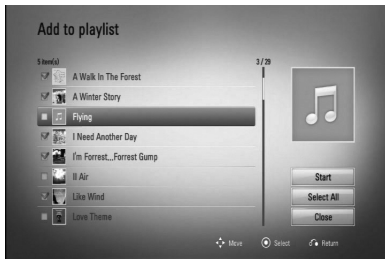 Add to playlist
5 item(s)
3 / 29
A Walk In The Forest
A Winter Story
Flying
I Need Another Day
I'm Forrest...Forrest Gump
Il Air
Like Wind
Love Theme
Start
Select All
Close
Move
Select
Return